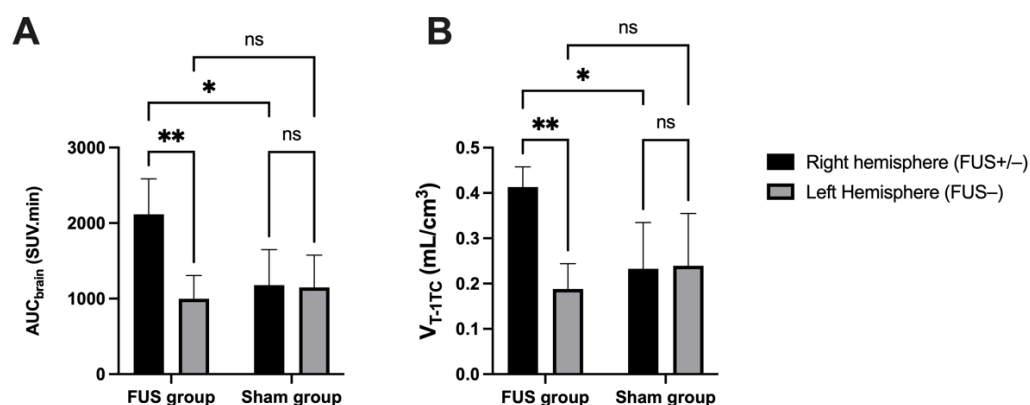 A
ns
*
**
ns
AUCbrain (SUV.min)
3000
2000
1000
0
FUS group
Sham group
B
ns
*
**
ns
VT-1TC (mL/cm3)
0.5
0.4
0.3
0.2
0.1
0.0
FUS group
Sham group
Right hemisphere (FUS+/–)
Left Hemisphere (FUS–)